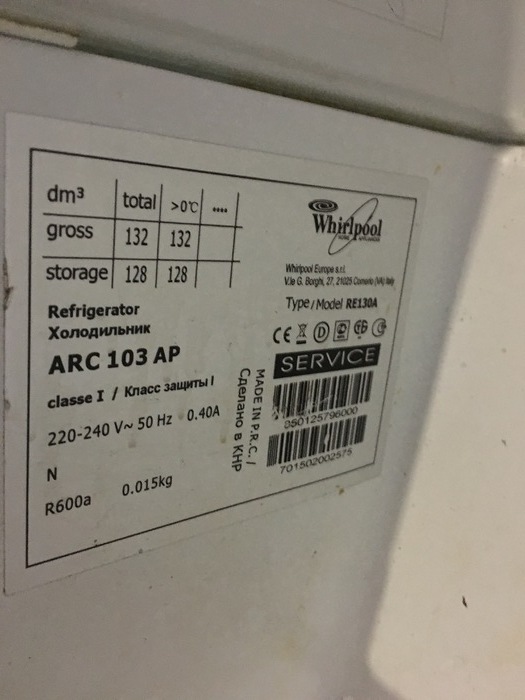 dm³ total >0℃ ****
gross 132 132
storage 128 128
Refrigerator
Холодильник
ARC 103 AP
classe I / Класс защиты I
220-240 V~ 50 Hz 0.40A
N
R600a 0.015kg
MADE IN P.R.C. /
Сделано в КНР
Whirlpool
Whirlpool Europe s.r.l.
V.le G. Borghi, 27, 21025 Comerio (VA) Italy
Type/Model RE130A
CE
SERVICE
850125796000
701502002575